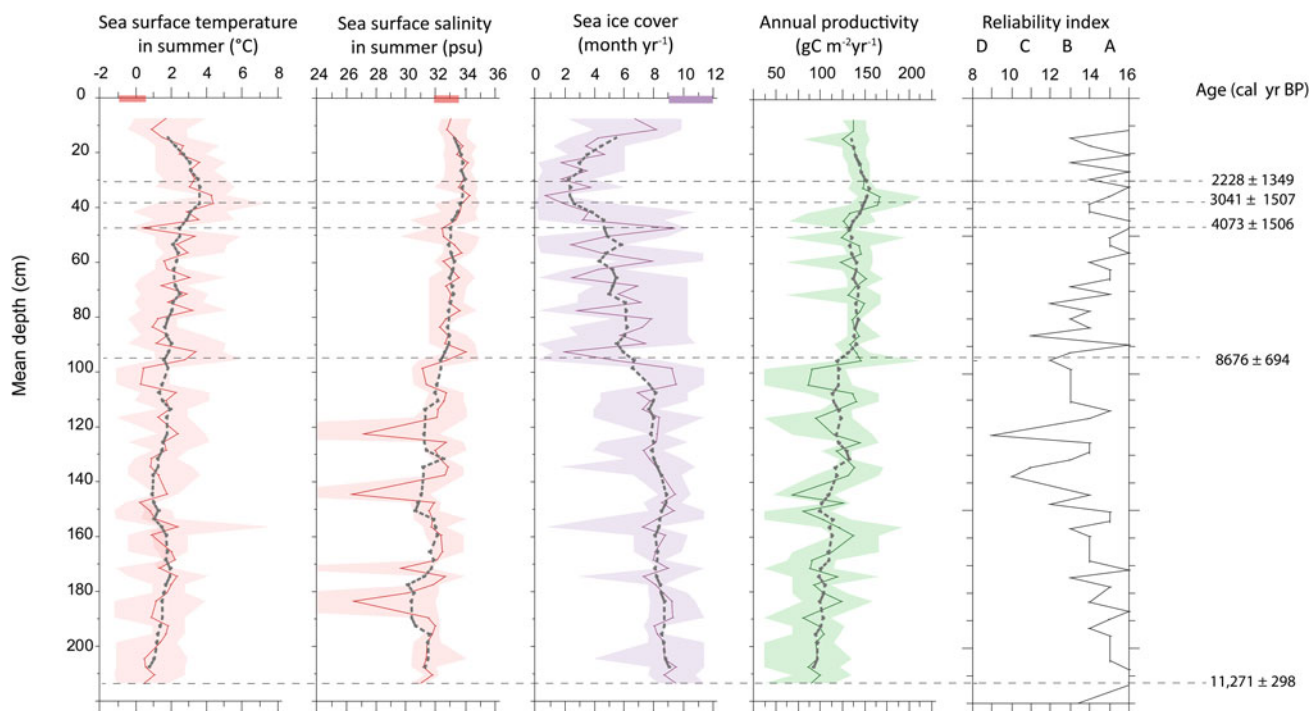 Sea surface temperature
in summer (°C)
Sea surface salinity
in summer (psu)
Sea ice cover
(month yr⁻¹)
Annual productivity
(gC m⁻²yr⁻¹)
Reliability index
D C B A
-2 0 2 4 6 8
24 26 28 30 32 34 36
0 2 4 6 8 10 12
50 100 150 200
8 10 12 14 16
Age (cal yr BP)
Mean depth (cm)
0
20
40
60
80
100
120
140
160
180
200
2228 ± 1349
3041 ± 1507
4073 ± 1506
8676 ± 694
11,271 ± 298